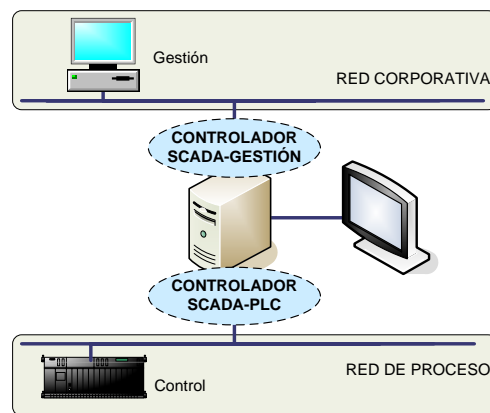 Gestión
RED CORPORATIVA
CONTROLADOR
SCADA-GESTIÓN
CONTROLADOR
SCADA-PLC
RED DE PROCESO
Control